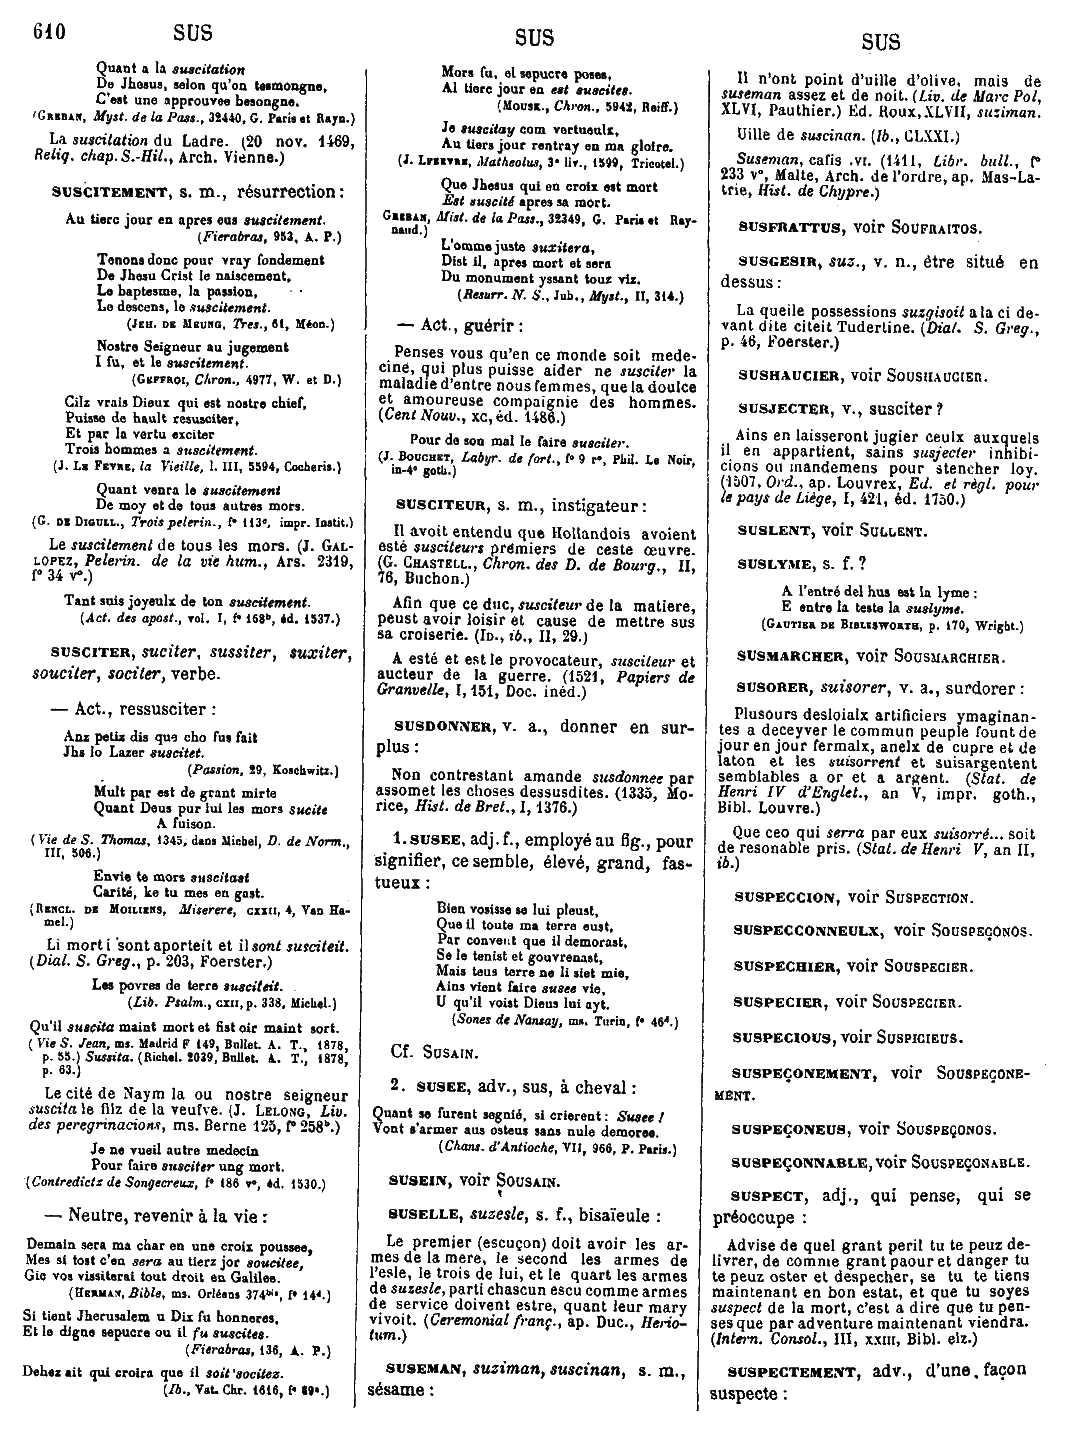 610
SUS
SUS
SUS
Quant a la suscitation
De Jhesus, selon qu'on tesmongne,
C'est une approuvee besongne.
(GREBAN, Myst. de la Pass., 32440, G. Paris et Rayn.)
La suscitation du Ladre. (20 nov. 1469,
Reliq. chap. S.-Hil., Arch. Vienne.)
SUSCITEMENT, s. m., résurrection :
Au tierc jour en apres eus suscitement.
(Fierabras, 953, A. P.)
Tenons donc pour vray fondement
De Jhesu Crist le naiscement,
Le baptesme, la passion,
Le descens, le suscitement.
(JEH. DE MEUNG, Tres., 61, Méon.)
Nostre Seigneur au jugement
I fu, et le suscitement.
(GEFFROI, Chron., 4977, W. et D.)
Cilz vrais Dieux qui est nostre chief,
Puisse de hault resusciter,
Et par la vertu exciter
Trois hommes a suscitement.
(J. LE FEVRE, la Vieille, l. III, 5594, Cocheris.)
Quant venra le suscitement
De moy et de tous autres mors.
(G. DE DIGULL., Trois pelerin., f° 113c, impr. Instit.)
Le suscitement de tous les mors. (J. GAL-
LOPEZ, Pelerin. de la vie hum., Ars. 2319,
f° 34 v°.)
Tant suis joyeulx de ton suscitement.
(Act. des apost., vol. I, f° 168b, éd. 1537.)
SUSCITER, suciter, sussiter, suxiter,
souciter, sociter, verbe.
— Act., ressusciter :
Anz petiz dis que cho fus fait
Jhs lo Lazer suscitet.
(Passion, 29, Koschwitz.)
Mult par est de grant mirte
Quant Deus pur lui les mors sucite
A fuison.
(Vie de S. Thomas, 1345, dans Michel, D. de Norm.,
III, 506.)
Envie te mors suscitast
Carité, ke tu mes en gast.
(RENCL. DE MOILIENS, Miserere, CXXII, 4, Van Ha-
mel.)
Li mort i sont aporteit et il sont susciteit.
(Dial. S. Greg., p. 203, Foerster.)
Les povres de terre susciteit.
(Lib. Psalm., CXII, p. 338, Michel.)
Qu'il suscita maint mort et fist oir maint sort.
(Vie S. Jean, ms. Madrid F 149, Bullet. A. T., 1878,
p. 55.) Sussita. (Richel. 2039, Bullet. A. T., 1878,
p. 63.)
Le cité de Naym la ou nostre seigneur
suscita le filz de la veufve. (J. LELONG, Liv.
des peregrinacions, ms. Berne 125, f° 258b.)
Je ne vueil autre medecin
Pour faire susciter ung mort.
(Contredictz de Songecreux, f° 186 v°, éd. 1530.)
— Neutre, revenir à la vie :
Demain sera ma char en une croix poussee,
Mes si tost c'en sera au tierz jor soucitee,
Gie vos vissiterai tout droit en Galilee.
(HERMAN, Bible, ms. Orléans 374bis, f° 14d.)
Si tient Jherusalem u Dix fu honneres,
Et le digne sepucre ou il fu suscites.
(Fierabras, 136, A. P.)
Dehez ait qui croira que il soit socitez.
(Ib., Vat. Chr. 1616, f° 89a.)
Mors fu, el sepucre poses,
Al tierc jour en est suscites.
(MOUSK., Chron., 5942, Reiff.)
Je suscitay com vertueulx,
Au tiers jour rentray en ma gloire.
(J. LEFEVRE, Matheolus, 3e liv., 1599, Tricotel.)
Que Jhesus qui en croix est mort
Est suscité apres sa mort.
GREBAN, Mist. de la Pass., 32349, G. Paris et Ray-
naud.)
L'omme juste suxitera,
Dist il, apres mort et sera
Du monument yssant touz viz.
(Resurr. N. S., Jub., Myst., II, 314.)
— Act., guérir :
Penses vous qu'en ce monde soit mede-
cine, qui plus puisse aider ne susciter la
maladie d'entre nous femmes, que la doulce
et amoureuse compaignie des hommes.
(Cent Nouv., XC, éd. 1486.)
Pour de son mal le faire susciter.
(J. BOUCHET, Labyr. de fort., f° 9 r°, Phil. Le Noir,
in-4° goth.)
SUSCITEUR, s. m., instigateur :
Il avoit entendu que Hollandois avoient
esté susciteurs prémiers de ceste œuvre.
(G. CHASTELL., Chron. des D. de Bourg., II,
76, Buchon.)
Afin que ce duc, susciteur de la matiere,
peust avoir loisir et cause de mettre sus
sa croiserie. (ID., ib., II, 29.)
A esté et est le provocateur, susciteur et
aucteur de la guerre. (1521, Papiers de
Granvelle, I, 151, Doc. inéd.)
SUSDONNER, v. a., donner en sur-
plus :
Non contrestant amande susdonnee par
assomet les choses dessusdites. (1335, Mo-
rice, Hist. de Bret., I, 1376.)
1. SUSEE, adj. f., employé au fig., pour
signifier, ce semble, élevé, grand, fas-
tueux :
Bien vosisse se lui pleust,
Que il toute ma terre eust,
Par convent que il demorast,
Se le tenist et gouvrenast,
Mais teus terre ne li siet mie,
Ains vient faire susee vie,
U qu'il voist Dieus lui ayt.
(Sones de Nansay, ms. Turin, f° 46d.)
Cf. SUSAIN.
2. SUSEE, adv., sus, à cheval :
Quant se furent segnié, si crierent : Susee !
Vont s'armer aus osteus sans nule demoree.
(Chans. d'Antioche, VII, 966, P. Paris.)
SUSEIN, voir SOUSAIN.
SUSELLE, suzesle, s. f., bisaïeule :
Le premier (escuçon) doit avoir les ar-
mes de la mere, le second les armes de
l'esle, le trois de lui, et le quart les armes
de suzesle, parti chascun escu comme armes
de service doivent estre, quant leur mary
vivoit. (Ceremonial franç., ap. Duc., Herio-
tum.)
SUSEMAN, suziman, suscinan, s. m.,
sésame :
Il n'ont point d'uille d'olive, mais de
suseman assez et de noit. (Liv. de Marc Pol,
XLVI, Pauthier.) Ed. Roux, XLVII, suziman.
Uille de suscinan. (Ib., CLXXI.)
Suseman, cafis .VI. (1411, Libr. bull., f°
233 v°, Malte, Arch. de l'ordre, ap. Mas-La-
trie, Hist. de Chypre.)
SUSFRATTUS, voir SOUFRAITOS.
SUSGESIR, suz., v. n., être situé en
dessus :
La queile possessions suzgisoit a la ci de-
vant dite citeit Tuderline. (Dial. S. Greg.,
p. 46, Foerster.)
SUSHAUCIER, voir SOUSHAUCIER.
SUSJECTER, v., susciter ?
Ains en laisseront jugier ceulx auxquels
il en appartient, sains susjecter inhibi-
cions ou mandemens pour stencher loy.
(1507, Ord., ap. Louvrex, Ed. et règl. pour
le pays de Liége, I, 421, éd. 1750.)
SUSLENT, voir SULLENT.
SUSLYME, s. f. ?
A l'entré del hus est la lyme :
E entre la teste la suslyme.
(GAUTIER DE BIBLESWORTH, p. 170, Wright.)
SUSMARCHER, voir SOUSMARCHIER.
SUSORER, suisorer, v. a., surdorer :
Plusours desloialx artificiers ymaginan-
tes a deceyver le commun peuple fount de
jour en jour fermalx, anelx de cupre et de
laton et les suisorrent et suisargentent
semblables a or et a argent. (Stat. de
Henri IV d'Englet., an V, impr. goth.,
Bibl. Louvre.)
Que ceo qui serra par eux suisorré... soit
de resonable pris. (Stat. de Henri V, an II,
ib.)
SUSPECCION, voir SUSPECTION.
SUSPECCONNEULX, voir SOUSPEÇONOS.
SUSPECHIER, voir SOUSPECIER.
SUSPECIER, voir SOUSPECIER.
SUSPECIOUS, voir SUSPICIEUS.
SUSPEÇONEMENT, voir SOUSPEÇONE-
MENT.
SUSPEÇONEUS, voir SOUSPEÇONOS.
SUSPEÇONNABLE, voir SOUSPEÇONABLE.
SUSPECT, adj., qui pense, qui se
préoccupe :
Advise de quel grant peril tu te peuz de-
livrer, de comme grant paour et danger tu
te peuz oster et despecher, se tu te tiens
maintenant en bon estat, et que tu soyes
suspect de la mort, c'est a dire que tu pen-
ses que par adventure maintenant viendra.
(Intern. Consol., III, XXIII, Bibl. elz.)
SUSPECTEMENT, adv., d'une façon
suspecte :